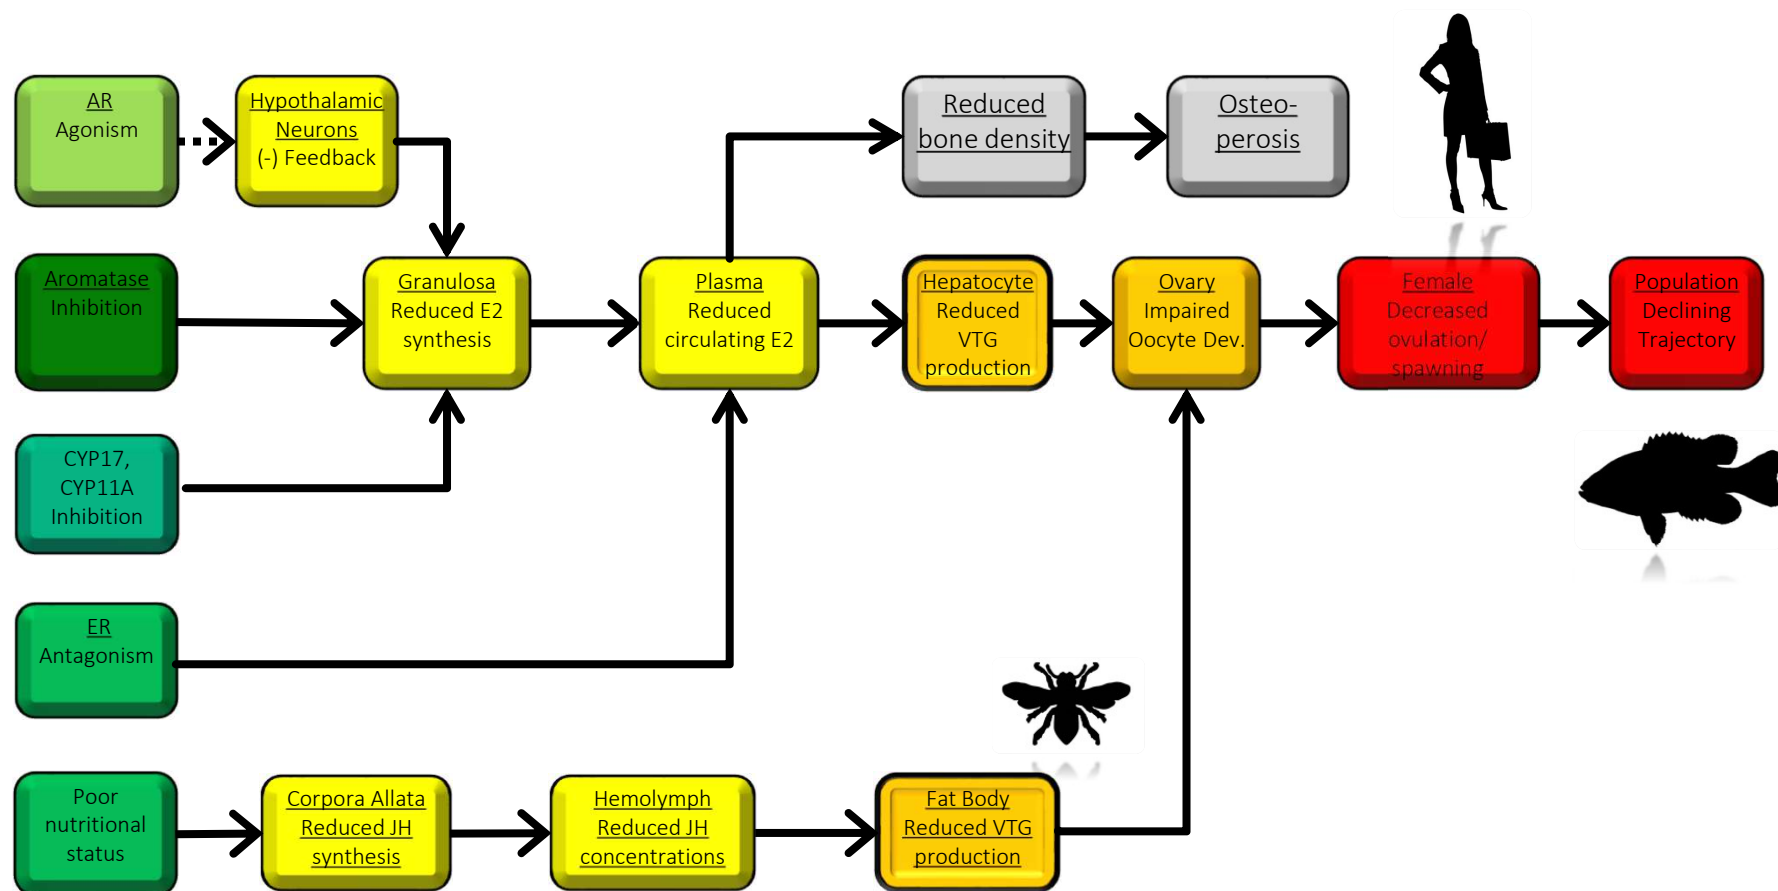 AR
Agonism
Hypothalamic
Neurons
(-) Feedback
Reduced
bone density
Osteo-
perosis
Aromatase
Inhibition
Granulosa
Reduced E2
synthesis
Plasma
Reduced
circulating E2
Hepatocyte
Reduced
VTG
production
Ovary
Impaired
Oocyte Dev.
Female
Decreased
ovulation/
spawning
Population
Declining
Trajectory
CYP17,
CYP11A
Inhibition
ER
Antagonism
Poor
nutritional
status
Corpora Allata
Reduced JH
synthesis
Hemolymph
Reduced JH
concentrations
Fat Body
Reduced VTG
production